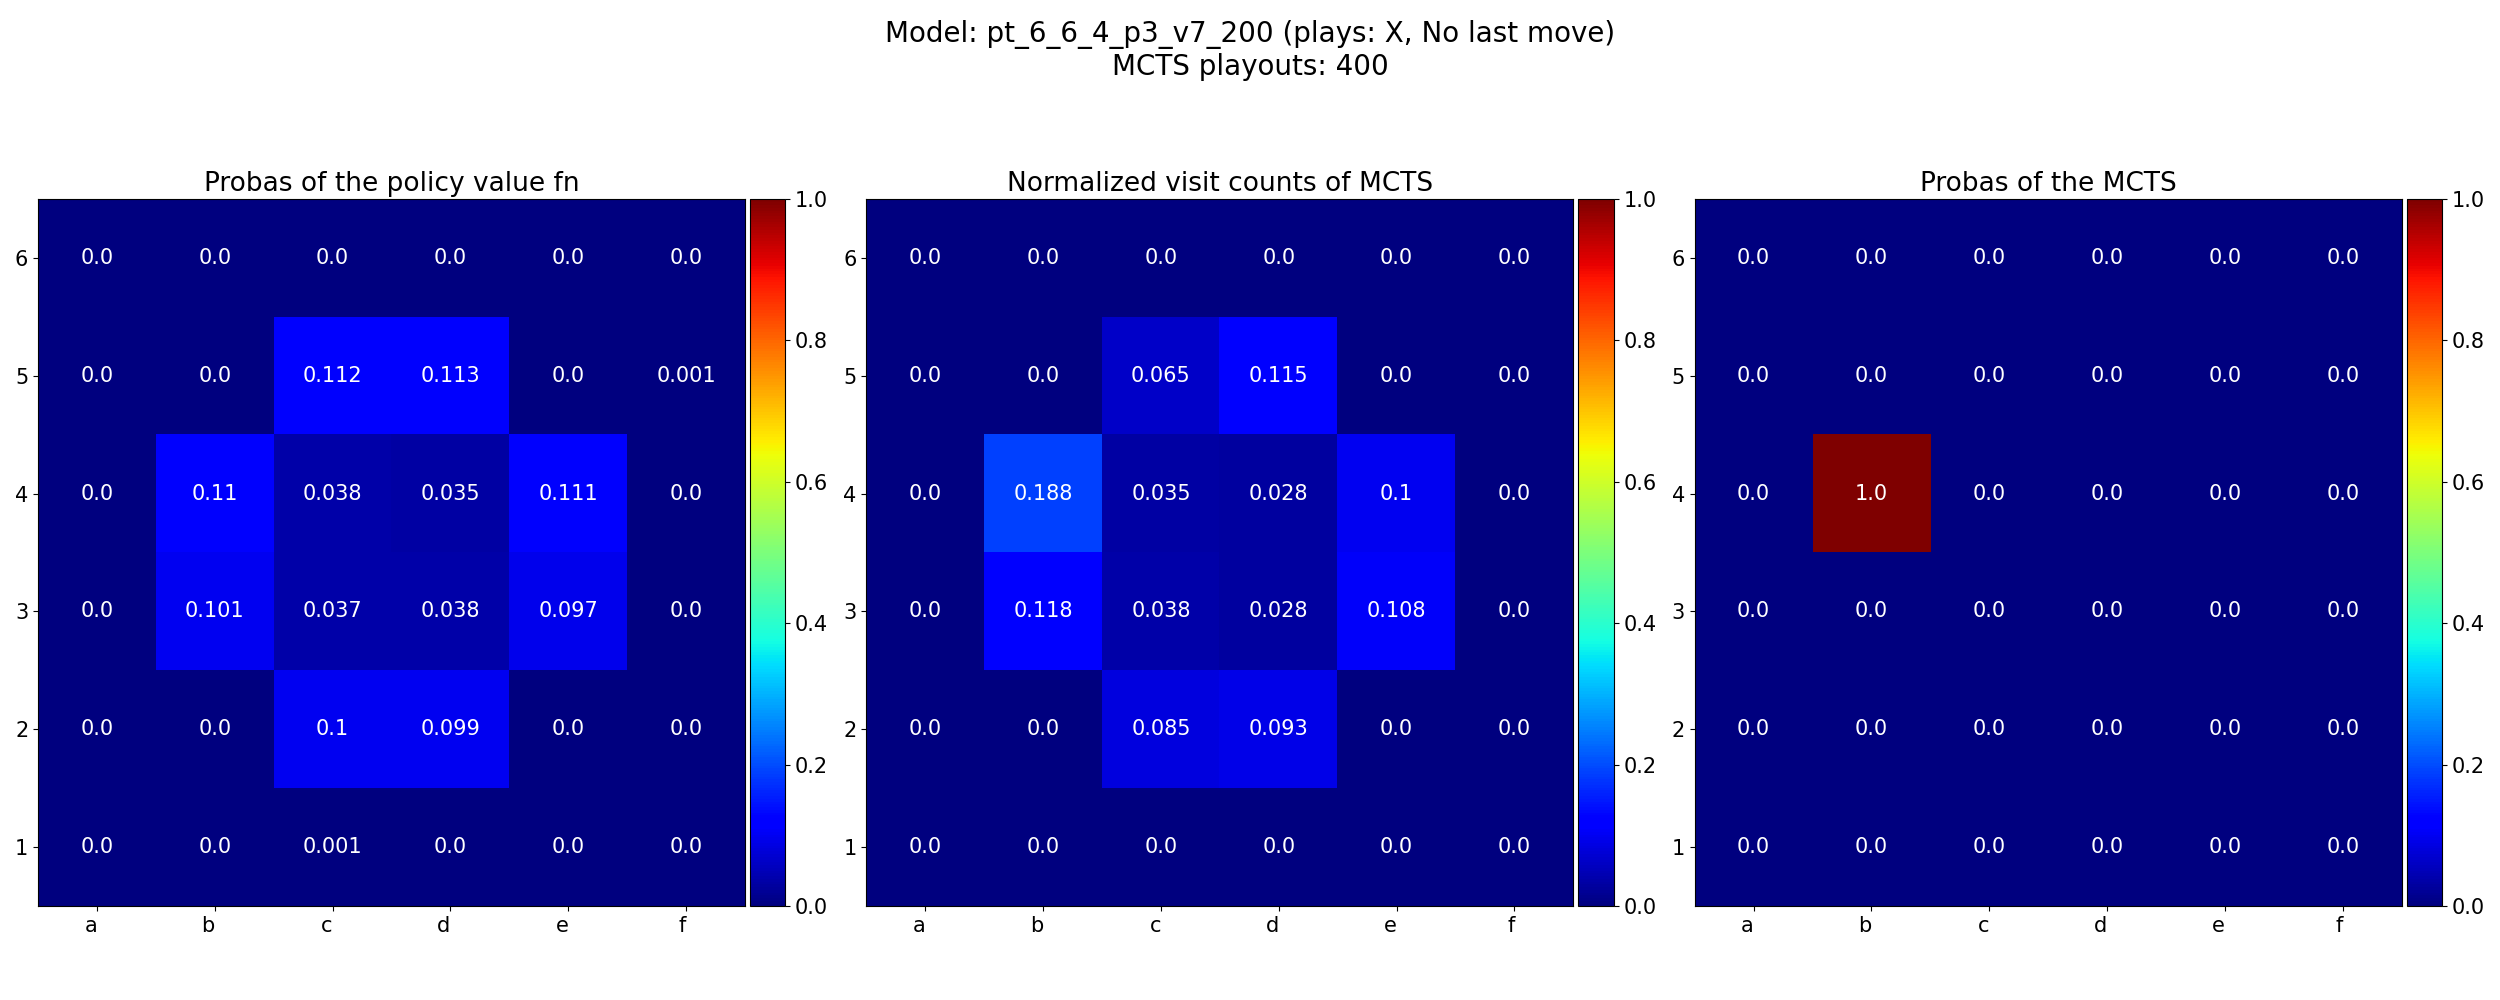 Model: pt_6_6_4_p3_v7_200 (plays: X, No last move)
MCTS playouts: 400
Probas of the policy value fn
6 0.0 0.0 0.0 0.0 0.0 0.0
5 0.0 0.0 0.112 0.113 0.0 0.001
4 0.0 0.11 0.038 0.035 0.111 0.0
3 0.0 0.101 0.037 0.038 0.097 0.0
2 0.0 0.0 0.1 0.099 0.0 0.0
1 0.0 0.0 0.001 0.0 0.0 0.0
a b c d e f
1.0
0.8
0.6
0.4
0.2
0.0
Normalized visit counts of MCTS
6 0.0 0.0 0.0 0.0 0.0 0.0
5 0.0 0.0 0.065 0.115 0.0 0.0
4 0.0 0.188 0.035 0.028 0.1 0.0
3 0.0 0.118 0.038 0.028 0.108 0.0
2 0.0 0.0 0.085 0.093 0.0 0.0
1 0.0 0.0 0.0 0.0 0.0 0.0
a b c d e f
1.0
0.8
0.6
0.4
0.2
0.0
Probas of the MCTS
6 0.0 0.0 0.0 0.0 0.0 0.0
5 0.0 0.0 0.0 0.0 0.0 0.0
4 0.0 1.0 0.0 0.0 0.0 0.0
3 0.0 0.0 0.0 0.0 0.0 0.0
2 0.0 0.0 0.0 0.0 0.0 0.0
1 0.0 0.0 0.0 0.0 0.0 0.0
a b c d e f
1.0
0.8
0.6
0.4
0.2
0.0